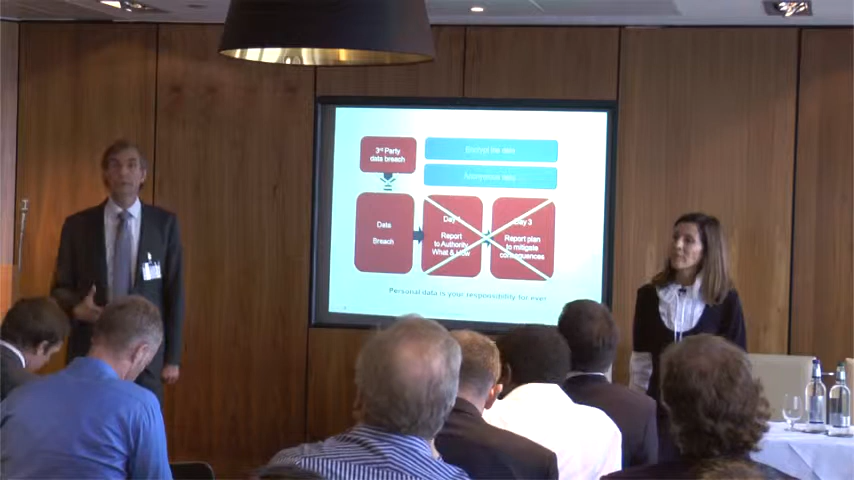 3rd Party
data breach
Encrypt the data
Anonymise data
Data
Breach
Day 1
Report
to Authority
What & How
Day 3
Report plan
to mitigate
consequences
Personal data is your responsibility for ever